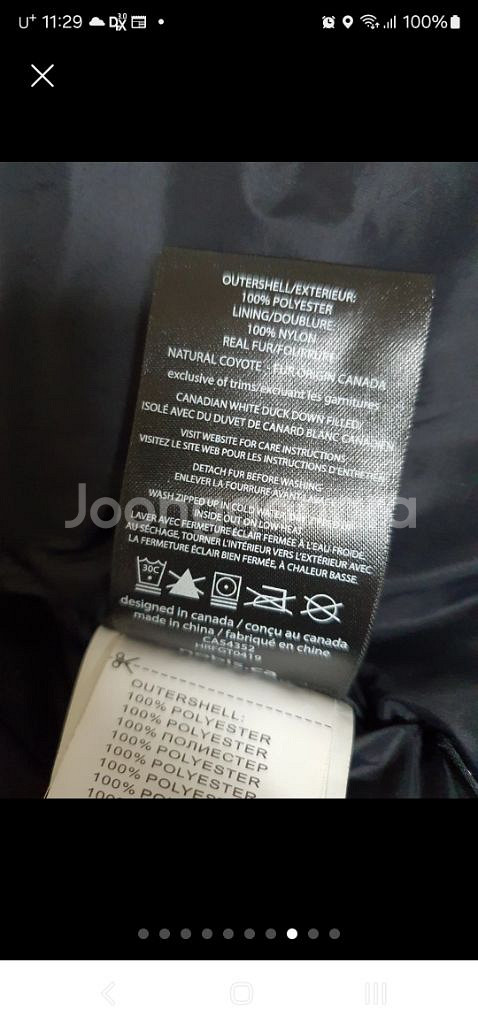 U+ 11:29
100%
OUTERSHELL/EXTERIEUR:
100% POLYESTER
LINING/DOUBLURE:
100% NYLON
REAL FUR/FOURRURE
NATURAL COYOTE - FUR ORIGIN CANADA
exclusive of trims/excluant les garnitures
CANADIAN WHITE DUCK DOWN FILLED/
ISOLÉ AVEC DU DUVET DE CANARD BLANC CANADIEN
VISIT WEBSITE FOR CARE INSTRUCTIONS
VISITEZ LE SITE WEB POUR LES INSTRUCTIONS D'ENTRETIEN
DETACH FUR BEFORE WASHING
ENLEVER LA FOURRURE AVANT
WASH ZIPPED UP IN COLD
INSIDE OUT ON LOW HEAT
LAVER AVEC FERMETURE ÉCLAIR FERMÉE À L'EAU FROIDE.
AU SÉCHAGE, TOURNER L'INTÉRIEUR VERS L'EXTÉRIEUR AVEC
LA FERMETURE ÉCLAIR BIEN FERMÉE, À CHALEUR BASSE.
30C
designed in canada / conçu au canada
made in china / fabriqué en chine
CA54352
HBFGT0419
OUTERSHELL:
100% POLYESTER
100% POLYESTER
100% ПОЛИЕСТЕР
100% POLYESTER
100% POLYESTER
100% POLYESTER